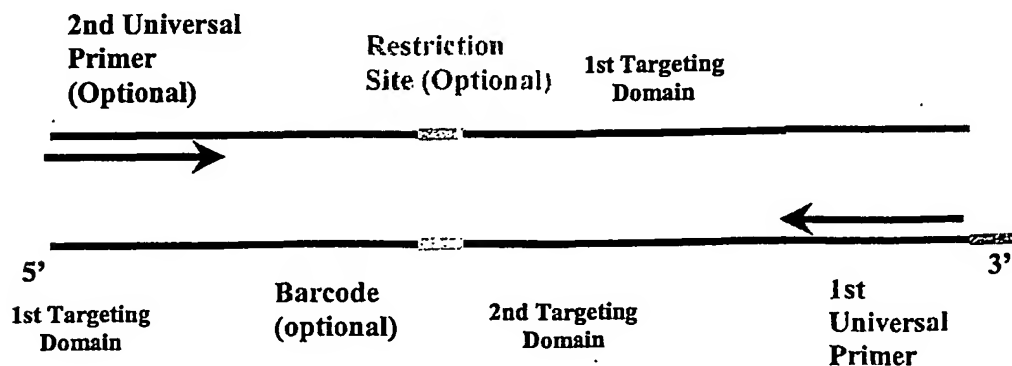 2nd Universal
Primer
(Optional)
Restriction
Site (Optional)
1st Targeting
Domain
5'
3'
1st Targeting
Domain
Barcode
(optional)
2nd Targeting
Domain
1st
Universal
Primer